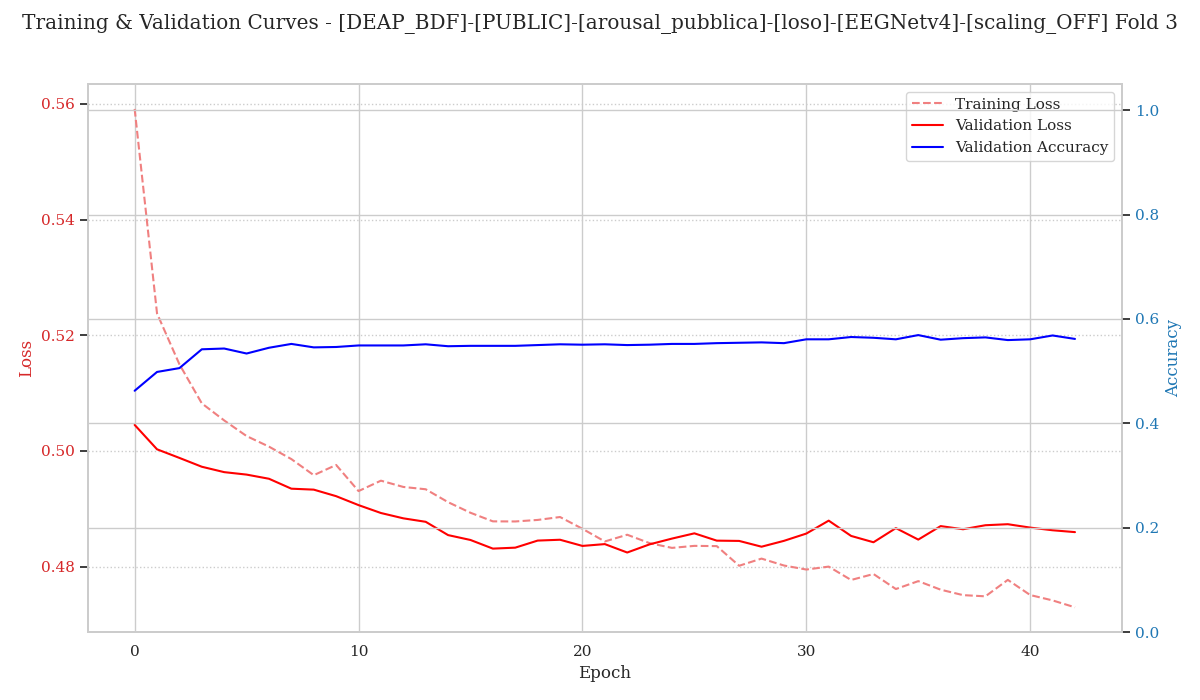 Training & Validation Curves - [DEAP_BDF]-[PUBLIC]-[arousal_pubblica]-[loso]-[EEGNetv4]-[scaling_OFF] Fold 3
Training Loss
Validation Loss
Validation Accuracy
0.56
0.54
0.52
0.50
0.48
Loss
1.0
0.8
0.6
0.4
0.2
0.0
Accuracy
0
10
20
30
40
Epoch